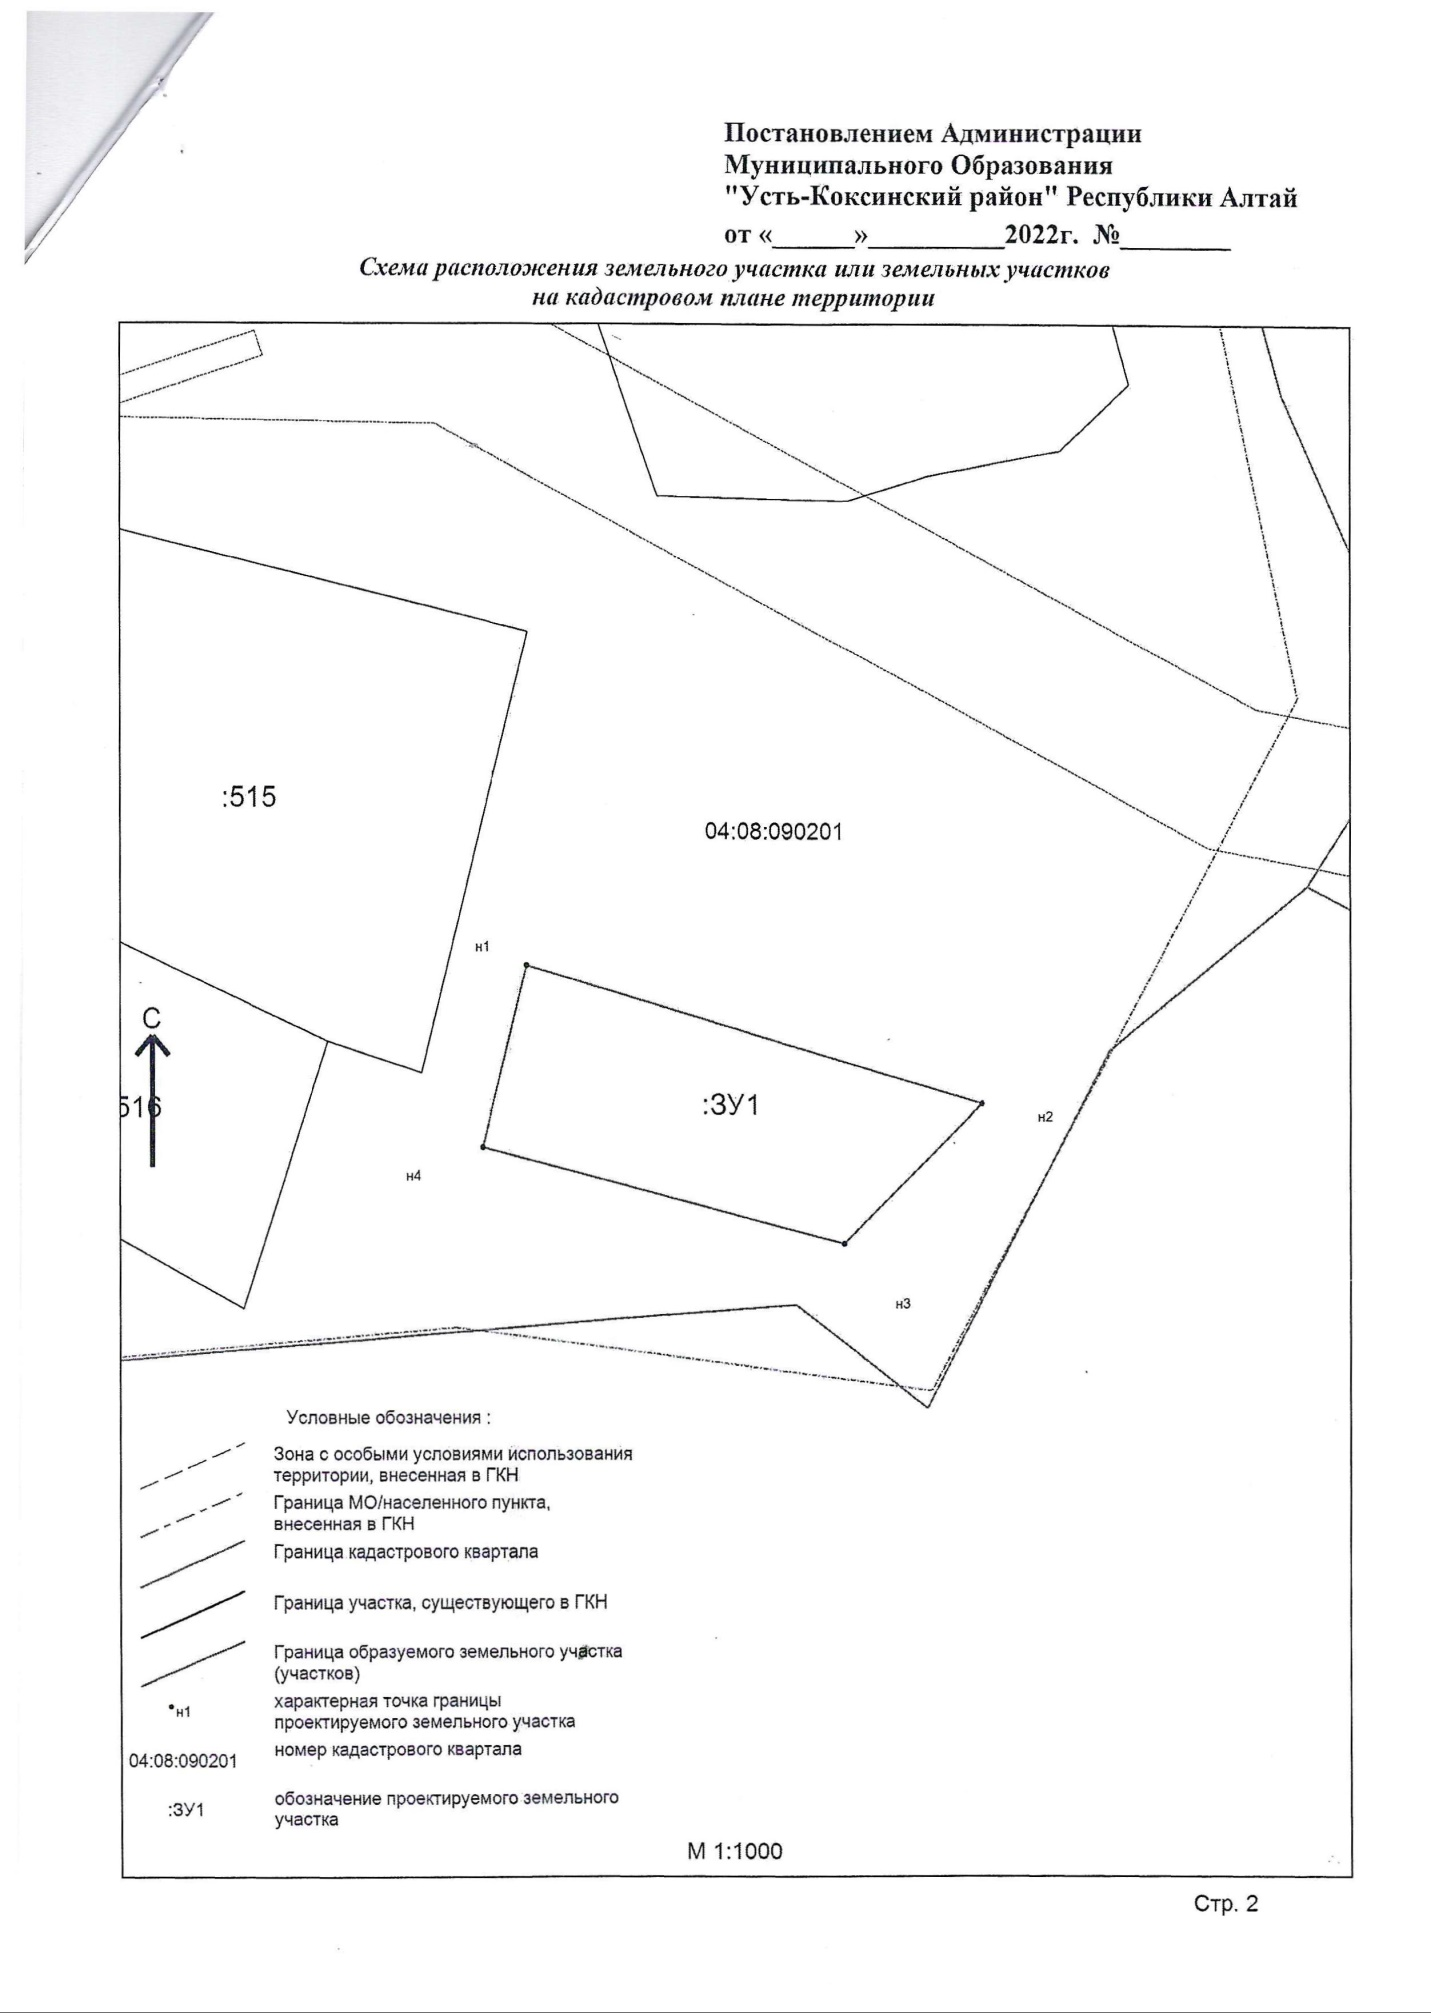 Постановлением Администрации
Муниципального Образования
"Усть-Коксинский район" Республики Алтай
от «______»__________2022г. №________
Схема расположения земельного участка или земельных участков
на кадастровом плане территории
:515
04:08:090201
н1
С
516
:ЗУ1
н2
н4
н3
Условные обозначения :
Зона с особыми условиями использования
территории, внесенная в ГКН
Граница МО/населенного пункта,
внесенная в ГКН
Граница кадастрового квартала
Граница участка, существующего в ГКН
Граница образуемого земельного участка
(участков)
н1
характерная точка границы
проектируемого земельного участка
04:08:090201
номер кадастрового квартала
:ЗУ1
обозначение проектируемого земельного
участка
М 1:1000
Стр. 2